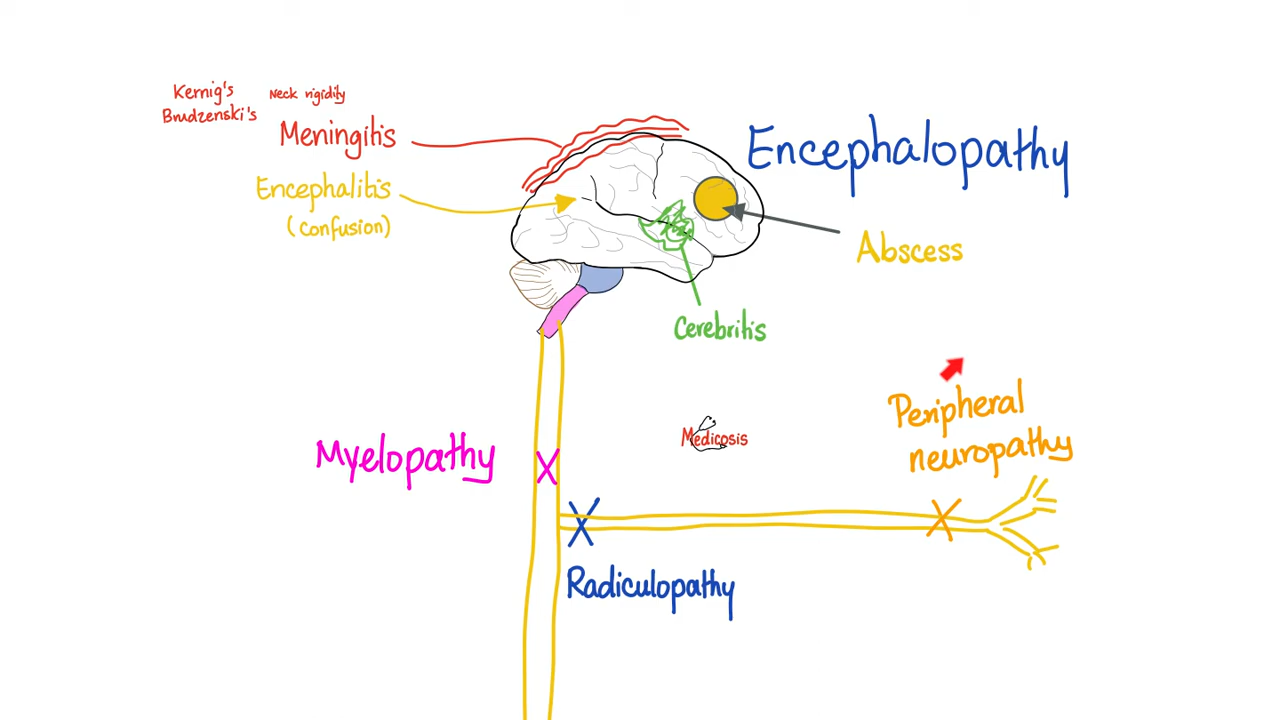 Kernig's
Brudzenski's
Neck rigidity
Meningitis
Encephalitis
(confusion)
Encephalopathy
Abscess
Cerebritis
Peripheral
neuropathy
Medicosis
Myelopathy
Radiculopathy